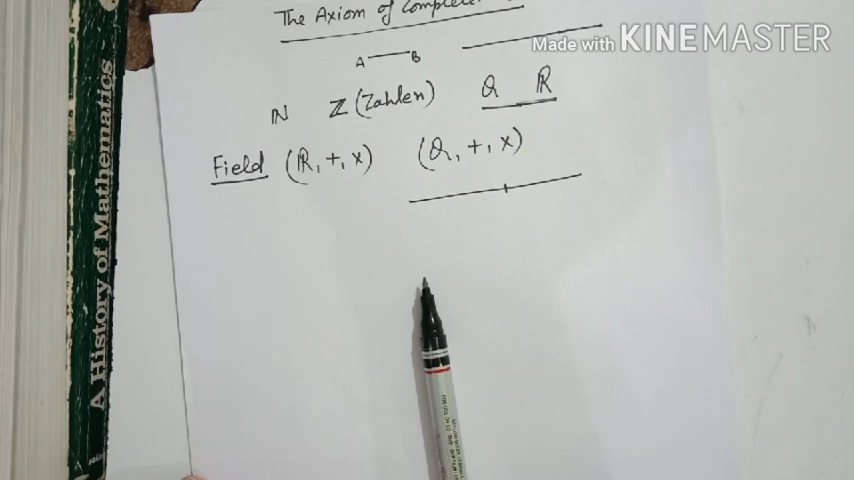 The Axiom of
Made with KINEMASTER
A B
ℕ ℤ (Zahlen) ℚ ℝ
Field (ℝ, +, x) (ℚ, +, x)
A History of Mathematics